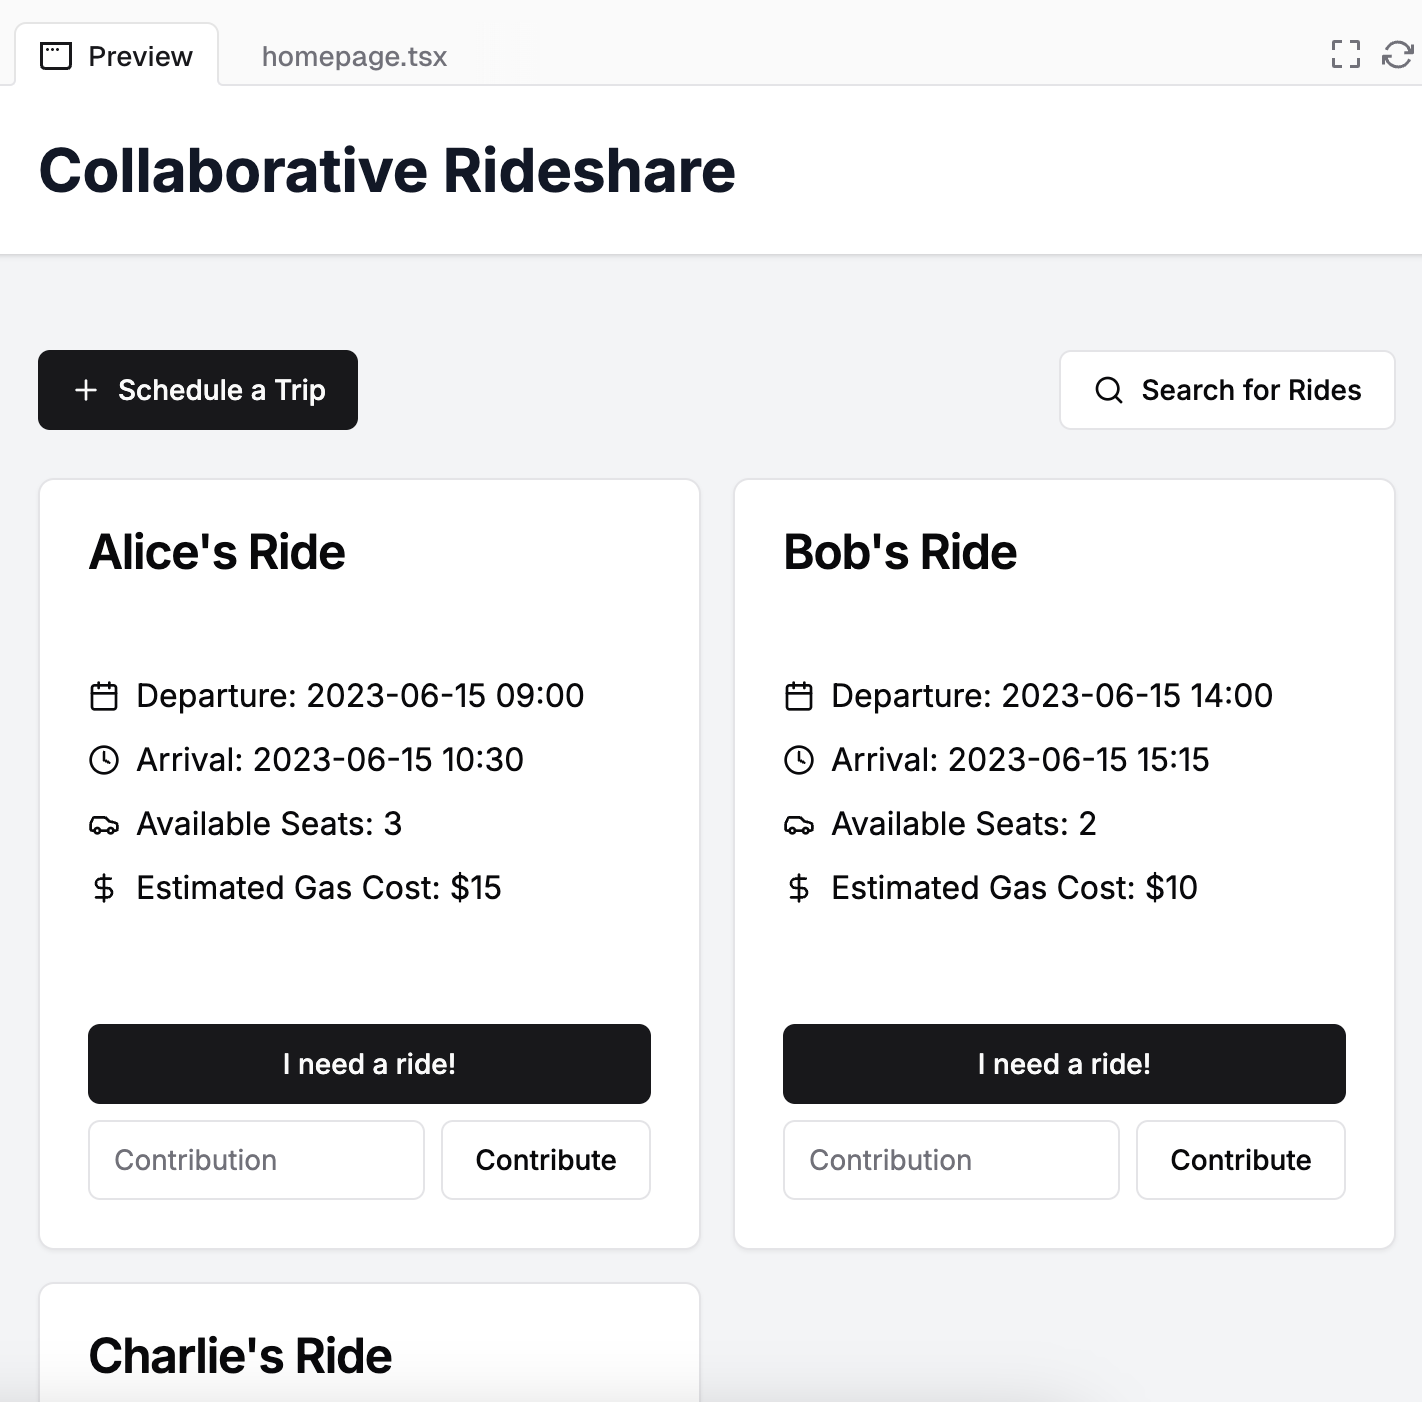 Preview
homepage.tsx
Collaborative Rideshare
Schedule a Trip
Search for Rides
Alice's Ride
Departure: 2023-06-15 09:00
Arrival: 2023-06-15 10:30
Available Seats: 3
Estimated Gas Cost: $15
I need a ride!
Contribution
Contribute
Bob's Ride
Departure: 2023-06-15 14:00
Arrival: 2023-06-15 15:15
Available Seats: 2
Estimated Gas Cost: $10
I need a ride!
Contribution
Contribute
Charlie's Ride